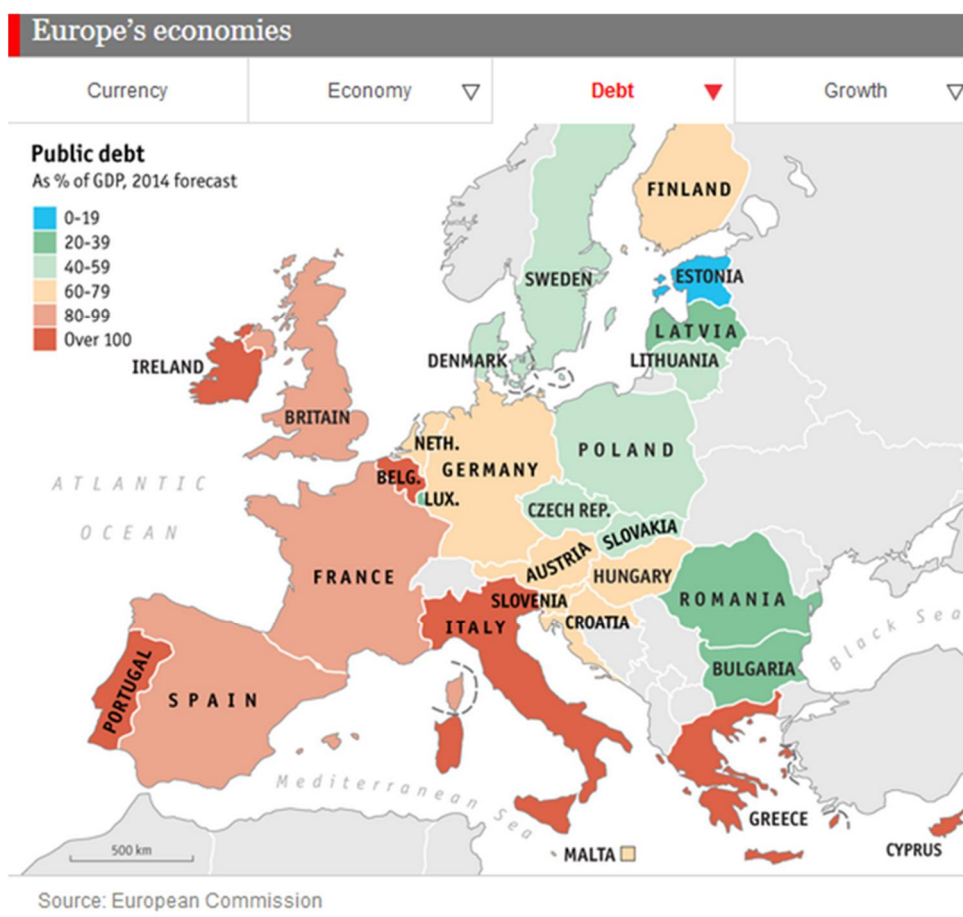 Europe's economies
Currency
Economy
Debt
Growth
Public debt
As % of GDP, 2014 forecast
0-19
20-39
40-59
60-79
80-99
Over 100
FINLAND
SWEDEN
ESTONIA
LATVIA
LITHUANIA
DENMARK
IRELAND
BRITAIN
NETH.
GERMANY
POLAND
BELG.
LUX.
CZECH REP.
SLOVAKIA
ATLANTIC
OCEAN
FRANCE
AUSTRIA
HUNGARY
SLOVENIA
CROATIA
ITALY
ROMANIA
BULGARIA
Black Sea
PORTUGAL
SPAIN
Mediterranean Sea
GREECE
CYPRUS
MALTA
500 km
Source: European Commission